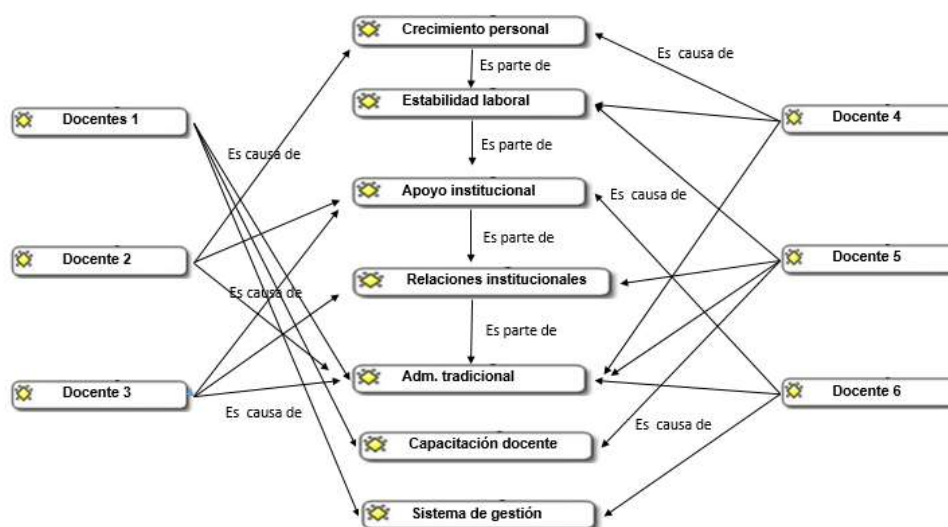 Crecimiento personal
Es causa de
Es parte de
Estabilidad laboral
Docentes 1
Docente 4
Es parte de
Es causa de
Apoyo institucional
Es causa de
Es parte de
Docente 2
Docente 5
Relaciones institucionales
Es causa de
Es parte de
Adm. tradicional
Docente 3
Docente 6
Es causa de
Es causa de
Capacitación docente
Sistema de gestión